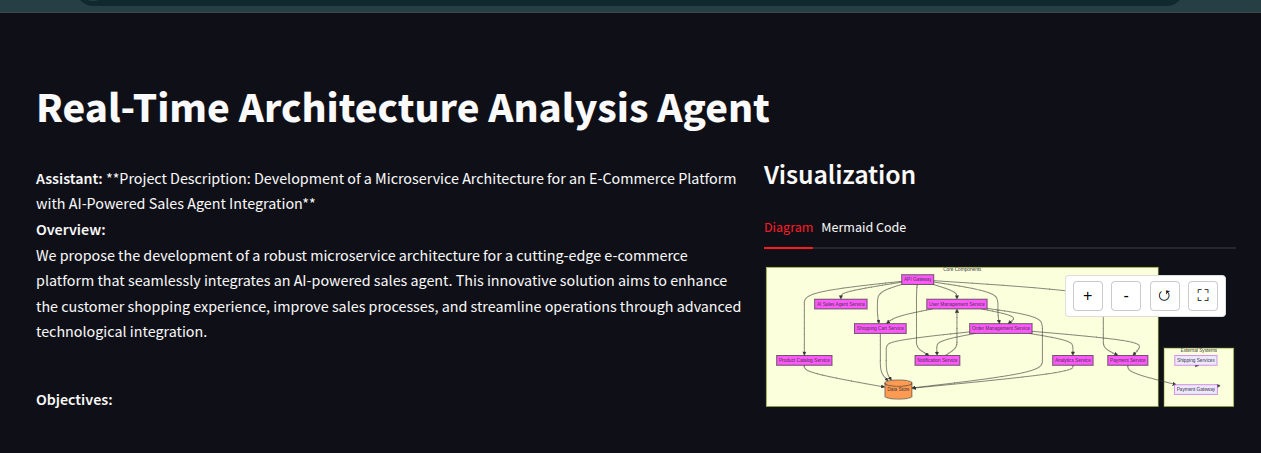 Real-Time Architecture Analysis Agent
Assistant: **Project Description: Development of a Microservice Architecture for an E-Commerce Platform
with AI-Powered Sales Agent Integration**
Overview:
We propose the development of a robust microservice architecture for a cutting-edge e-commerce
platform that seamlessly integrates an AI-powered sales agent. This innovative solution aims to enhance
the customer shopping experience, improve sales processes, and streamline operations through advanced
technological integration.
Objectives:
Visualization
Diagram Mermaid Code
Core Components
+ -
API Gateway
AI Sales Agent Service
User Management Service
Shopping Cart Service
Order Management Service
Product Catalog Service
Notification Service
Analytics Service
Payment Service
Data Store
External Systems
Shipping Services
Payment Gateway